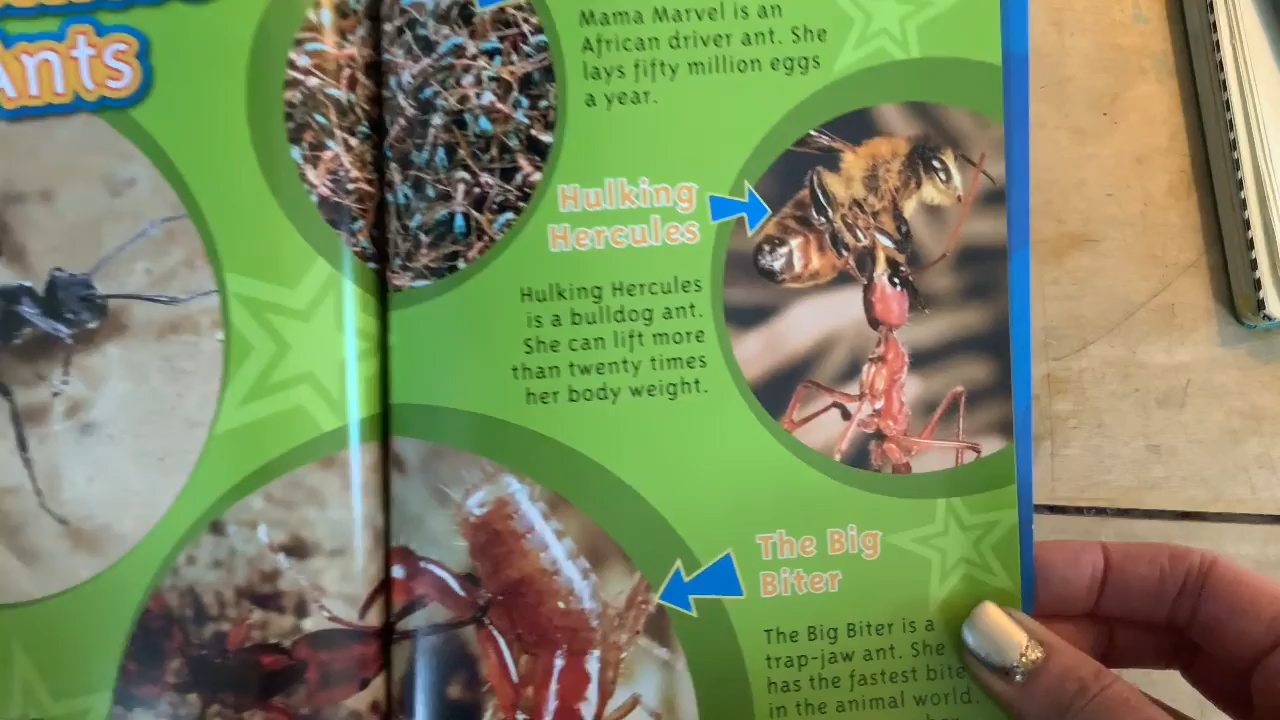 Ants
Mama Marvel is an
African driver ant. She
lays fifty million eggs
a year.
Hulking
Hercules
Hulking Hercules
is a bulldog ant.
She can lift more
than twenty times
her body weight.
The Big
Biter
The Big Biter is a
trap-jaw ant. She
has the fastest bite
in the animal world.